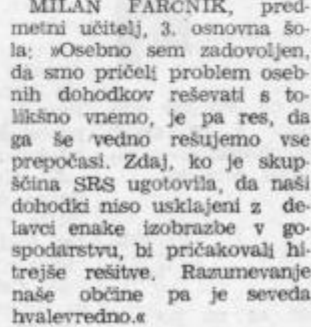 MILAN FARČNIK, pred-
metni učitelj, 3. osnovna šo-
la: »Osebno sem zadovoljen,
da smo pričeli problem oseb-
nih dohodkov reševati s to-
likšno vnemo, je pa res, da
ga še vedno rešujemo vse
prepočasi. Zdaj, ko je skup-
ščina SRS ugotovila, da naši
dohodki niso usklajeni z de-
lavci enake izobrazbe v go-
spodarstvu, bi pričakovali hi-
trejše rešitve. Razumevanje
naše občine pa je seveda
hvalevredno.«